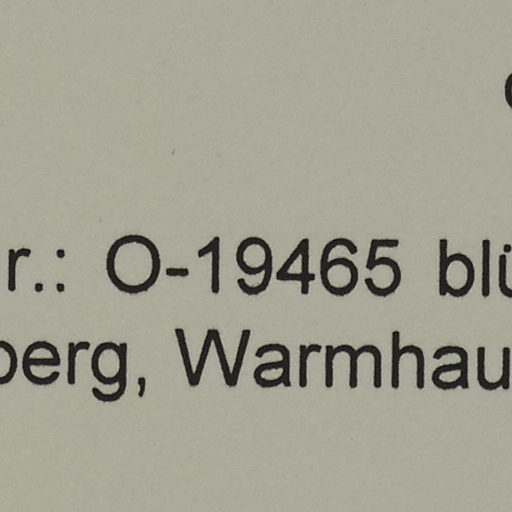 r.: O-19465 blü
berg, Warmhau